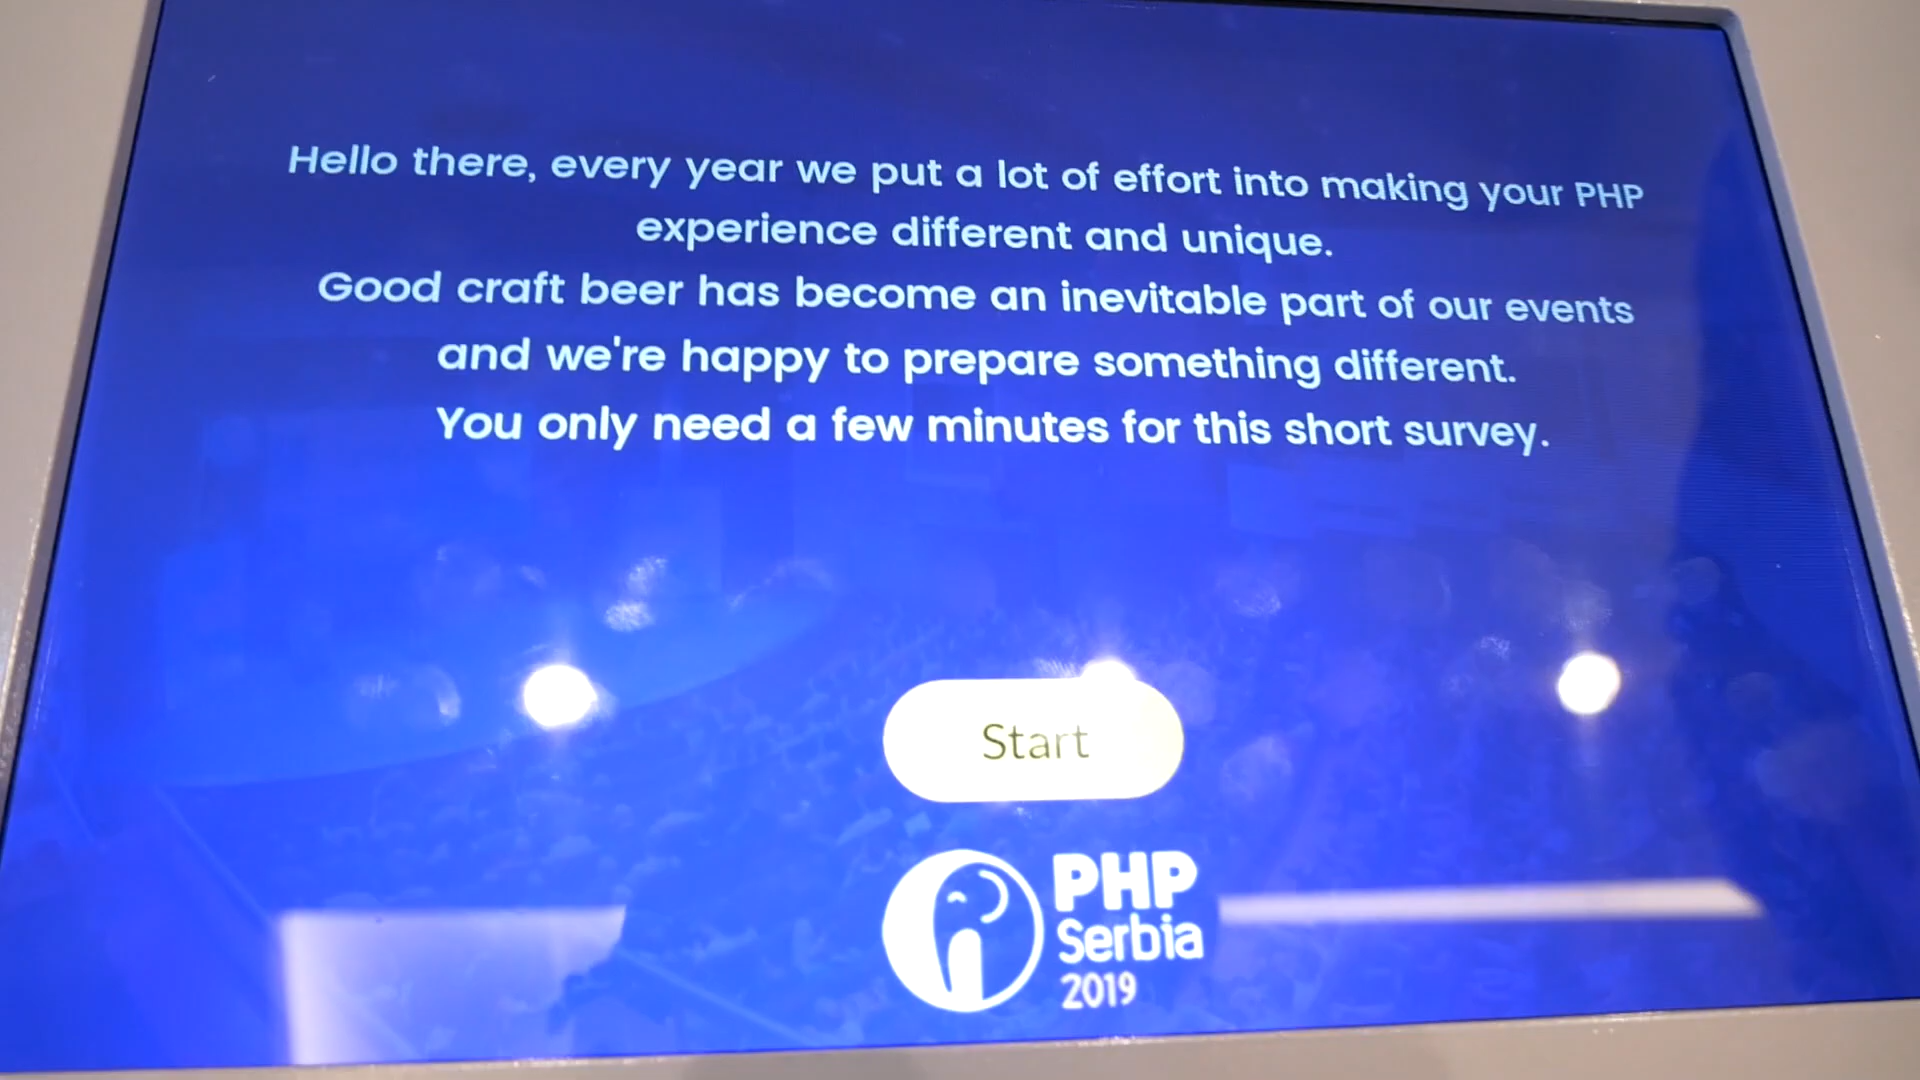 Hello there, every year we put a lot of effort into making your PHP
experience different and unique.
Good craft beer has become an inevitable part of our events
and we're happy to prepare something different.
You only need a few minutes for this short survey.
Start
PHP
Serbia
2019